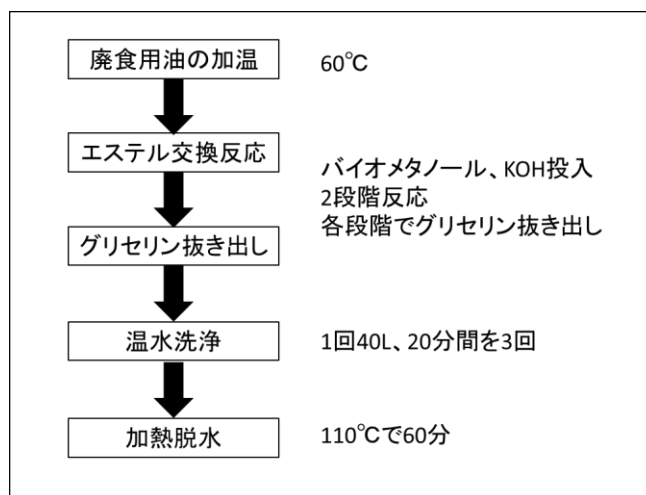 廃食用油の加温
60℃
エステル交換反応
バイオメタノール、KOH投入
2段階反応
各段階でグリセリン抜き出し
グリセリン抜き出し
温水洗浄
1回40L、20分間を3回
加熱脱水
110℃で60分